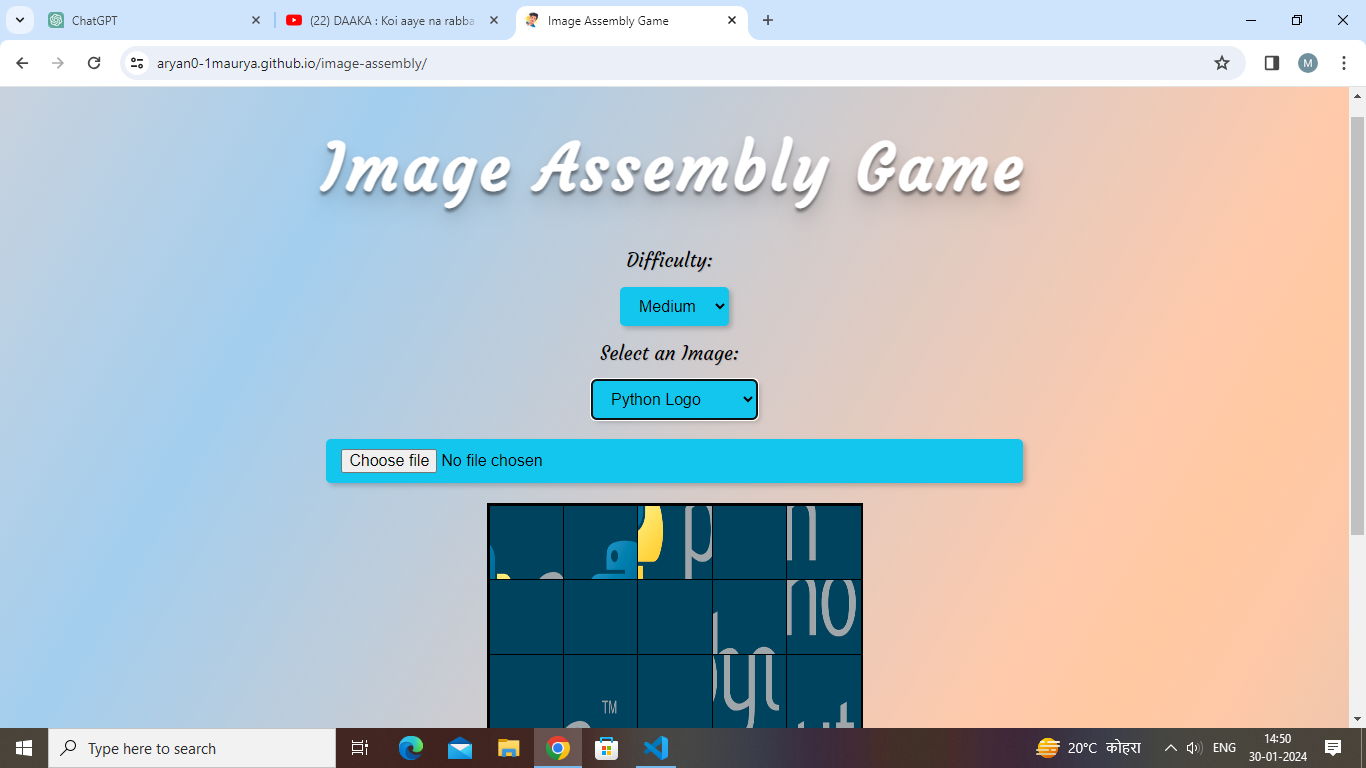 ChatGPT
(22) DAAKA : Koi aaye na rabba
Image Assembly Game
aryan0-1maurya.github.io/image-assembly/
M
Image Assembly Game
Difficulty:
Medium
Select an Image:
Python Logo
Choose file No file chosen
p
n
ho
TM
Type here to search
20°C कोहरा
ENG
14:50
30-01-2024